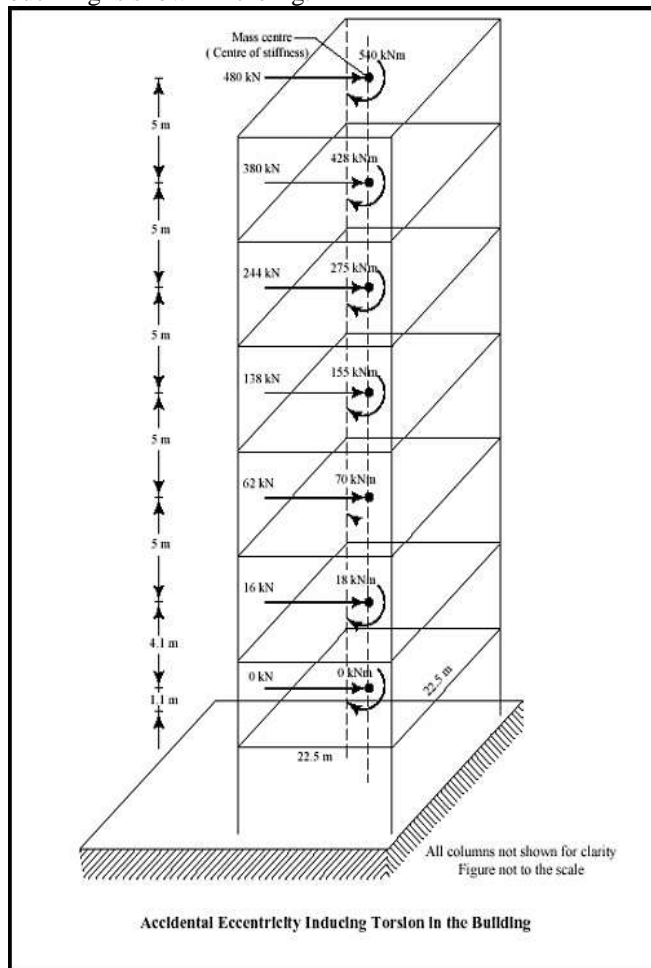 Mass centre
( Centre of stiffness)
540 kNm
480 kN
5 m
380 kN
428 kNm
5 m
244 kN
275 kNm
5 m
138 kN
155 kNm
5 m
62 kN
70 kNm
5 m
16 kN
18 kNm
4.1 m
0 kN
0 kNm
1.1 m
22.5 m
22.5 m
All columns not shown for clarity
Figure not to the scale
Accidental Eccentricity Inducing Torsion in the Building